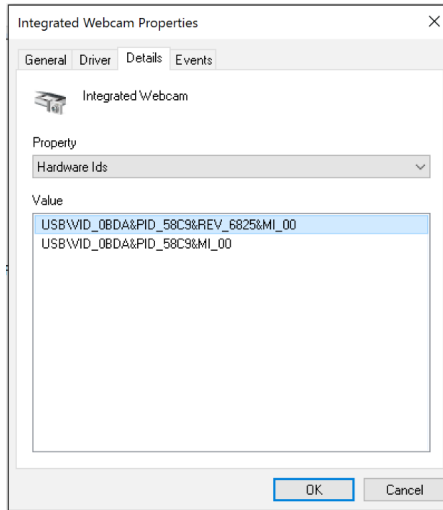 Integrated Webcam Properties
General Driver Details Events
Integrated Webcam
Property
Hardware Ids
Value
USB\VID_0BDA&PID_58C9&REV_6825&MI_00
USB\VID_0BDA&PID_58C9&MI_00
OK Cancel